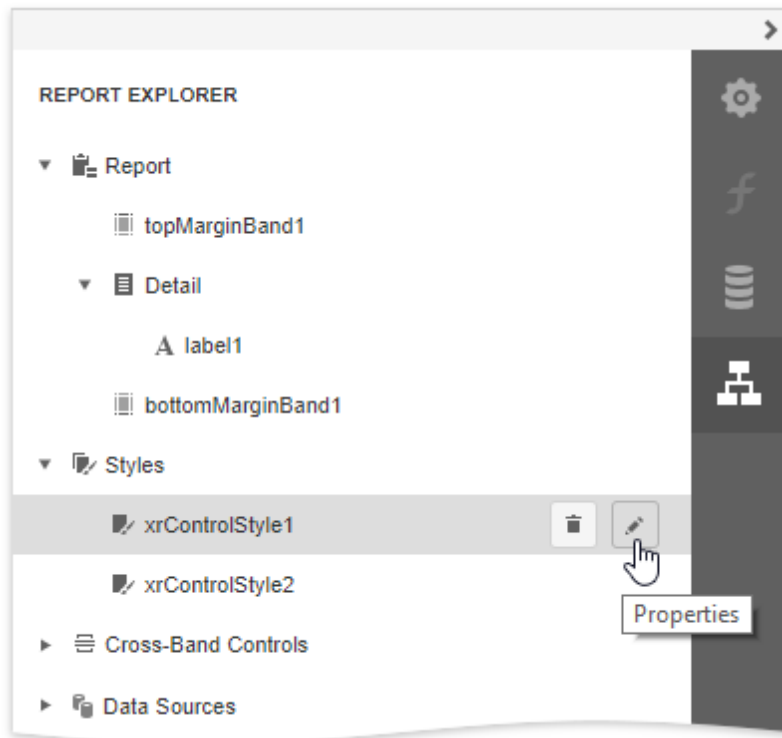 REPORT EXPLORER
Report
topMarginBand1
Detail
A label1
bottomMarginBand1
Styles
xrControlStyle1
xrControlStyle2
Properties
Cross-Band Controls
Data Sources